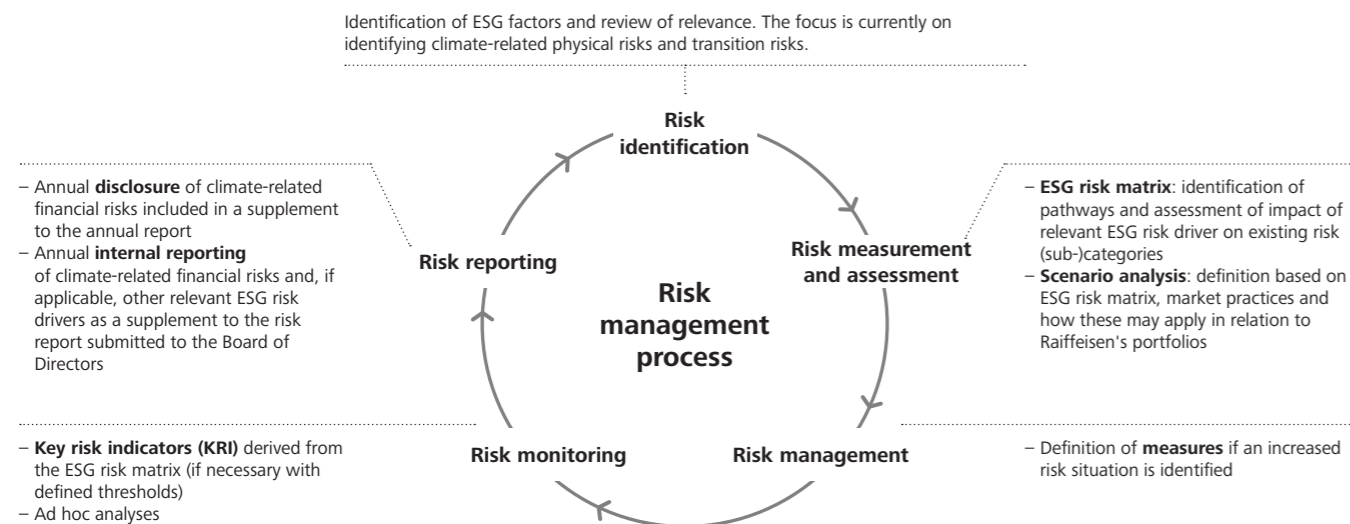 Identification of ESG factors and review of relevance. The focus is currently on
identifying climate-related physical risks and transition risks.
Risk
identification
– Annual disclosure of climate-related
financial risks included in a supplement
to the annual report
– Annual internal reporting
of climate-related financial risks and, if
applicable, other relevant ESG risk
drivers as a supplement to the risk
report submitted to the Board of
Directors
Risk reporting
Risk measurement
and assessment
– ESG risk matrix: identification of
pathways and assessment of impact of
relevant ESG risk driver on existing risk
(sub-)categories
– Scenario analysis: definition based on
ESG risk matrix, market practices and
how these may apply in relation to
Raiffeisen's portfolios
Risk
management
process
– Key risk indicators (KRI) derived from
the ESG risk matrix (if necessary with
defined thresholds)
– Ad hoc analyses
Risk monitoring
Risk management
– Definition of measures if an increased
risk situation is identified